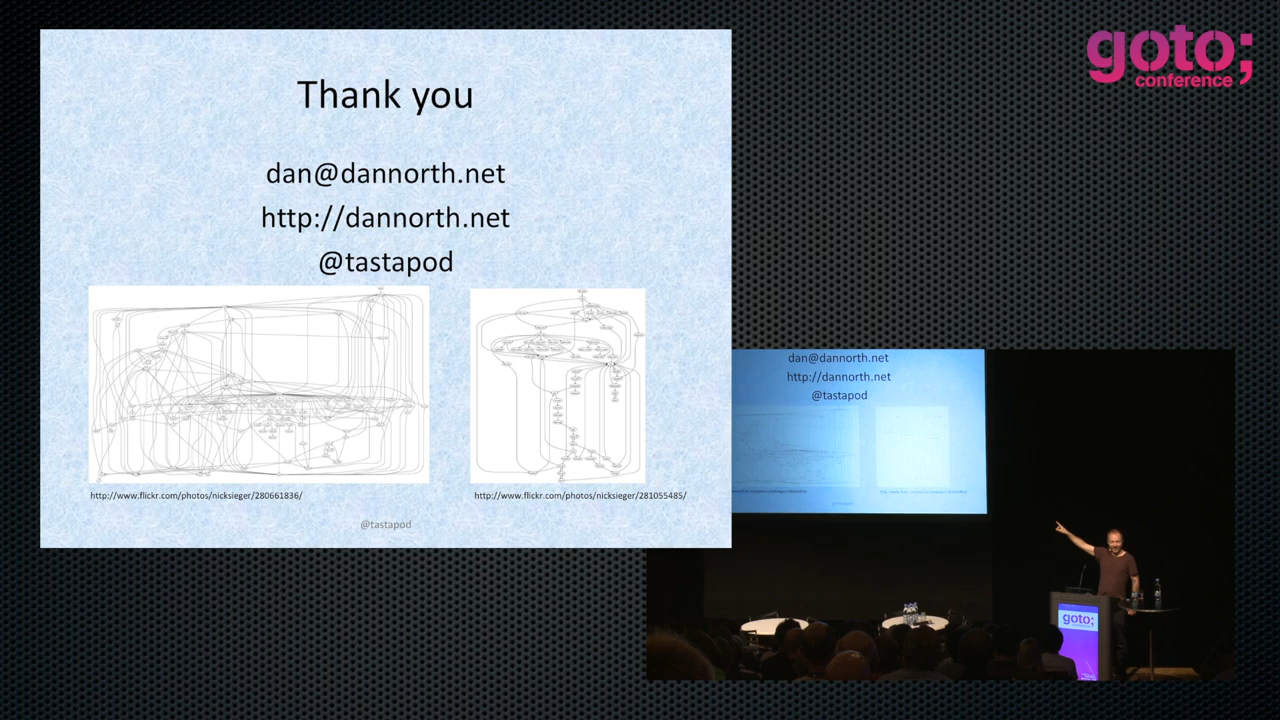 Thank you
dan@dannorth.net
http://dannorth.net
@tastapod
http://www.flickr.com/photos/nicksieger/280661836/
http://www.flickr.com/photos/nicksieger/281055485/
@tastapod
goto;
conference
dan@dannorth.net
http://dannorth.net
@tastapod
goto;